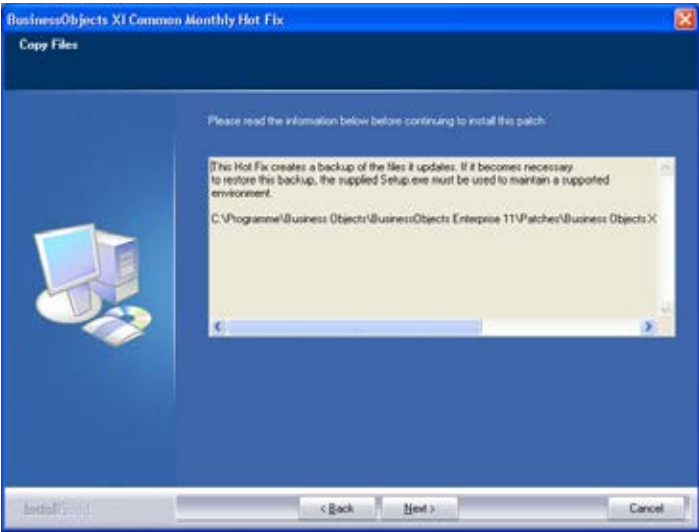 BusinessObjects XI Common Monthly Hot Fix
Copy Files
Please read the information below before continuing to install this patch
This Hot Fix creates a backup of the files it updates. If it becomes necessary
to restore this backup, the supplied Setup.exe must be used to maintain a supported
environment.
C:\Programme\Business Objects\BusinessObjects Enterprise 11\Patches\Business Objects X
InstallShield
< Back
Next >
Cancel